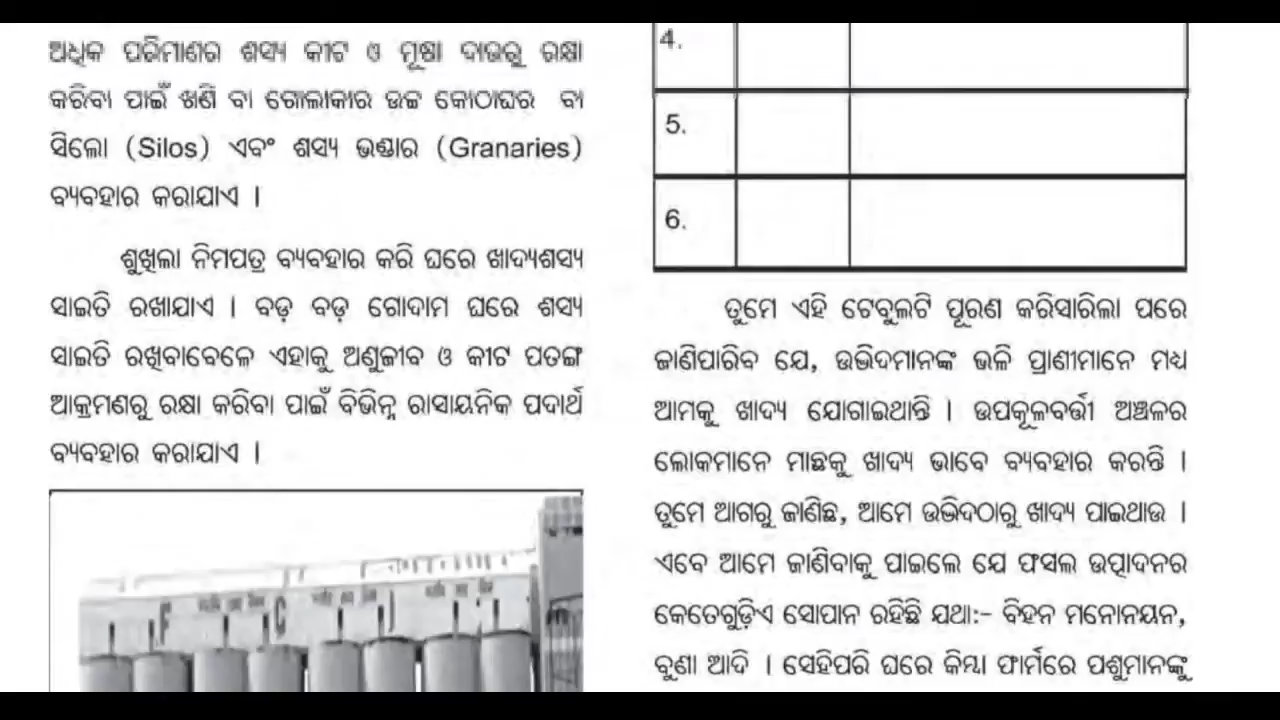 ଅଧିକ ପରିମାଣର ଶସ୍ୟ କୀଟ ଓ ମୂଷା ଦାଉରୁ ରକ୍ଷା
କରିବା ପାଇଁ ଖଣି ବା ଗୋଲାକାର ଉଚ୍ଚ କୋଠାଘର ବା
ସିଲୋ (Silos) ଏବଂ ଶସ୍ୟ ଭଣ୍ଡାର (Granaries)
ବ୍ୟବହାର କରାଯାଏ ।
ଶୁଖିଲା ନିମପତ୍ର ବ୍ୟବହାର କରି ଘରେ ଖାଦ୍ୟଶସ୍ୟ
ସାଇତି ରଖାଯାଏ । ବଡ଼ ବଡ଼ ଗୋଦାମ ଘରେ ଶସ୍ୟ
ସାଇତି ରଖିବାବେଳେ ଏହାକୁ ଅଣୁଜୀବ ଓ କୀଟ ପତଙ୍ଗ
ଆକ୍ରମଣରୁ ରକ୍ଷା କରିବା ପାଇଁ ବିଭିନ୍ନ ରାସାୟନିକ ପଦାର୍ଥ
ବ୍ୟବହାର କରାଯାଏ ।
4.
5.
6.
ତୁମେ ଏହି ଟେବୁଲଟି ପୂରଣ କରିସାରିଲା ପରେ
ଜାଣିପାରିବ ଯେ, ଉଦ୍ଭିଦମାନଙ୍କ ଭଳି ପ୍ରାଣୀମାନେ ମଧ୍ୟ
ଆମକୁ ଖାଦ୍ୟ ଯୋଗାଇଥାନ୍ତି । ଉପକୂଳବର୍ତ୍ତୀ ଅଞ୍ଚଳର
ଲୋକମାନେ ମାଛକୁ ଖାଦ୍ୟ ଭାବେ ବ୍ୟବହାର କରନ୍ତି ।
ତୁମେ ଆଗରୁ ଜାଣିଛ, ଆମେ ଉଦ୍ଭିଦଠାରୁ ଖାଦ୍ୟ ପାଇଥାଉ ।
ଏବେ ଆମେ ଜାଣିବାକୁ ପାଇଲେ ଯେ ଫସଲ ଉତ୍ପାଦନର
କେତେଗୁଡ଼ିଏ ସୋପାନ ରହିଛି ଯଥା:- ବିହନ ମନୋନୟନ,
ବୁଣା ଆଦି । ସେହିପରି ଘରେ କିମ୍ବା ଫାର୍ମରେ ପଶୁମାନଙ୍କୁ